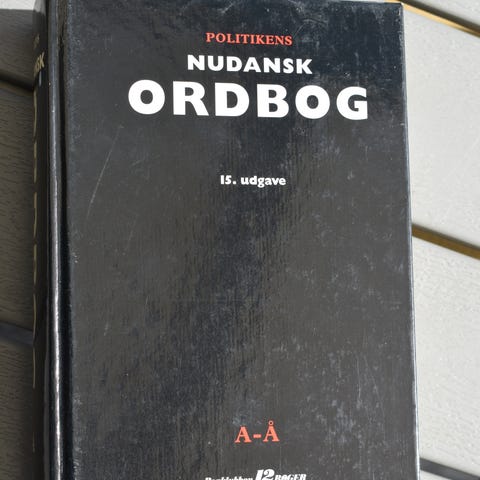 POLITIKENS
NUDANSK
ORDBOG
15. udgave
A-Å
12 BØGER